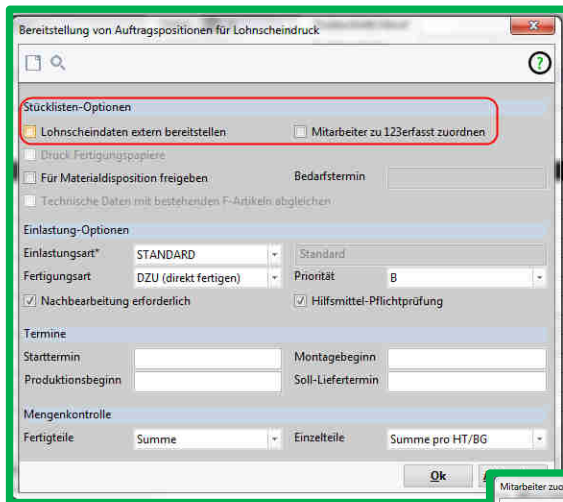 Bereitstellung von Auftragspositionen für Lohnscheindruck
Stücklisten-Optionen
Lohnscheindaten extern bereitstellen Mitarbeiter zu 123erfasst zuordnen
Druck Fertigungspapiere
Für Materialdisposition freigeben Bedarfstermin
Technische Daten mit bestehenden F-Artikeln abgleichen
Einlastung-Optionen
Einlastungsart* STANDARD Standard
Fertigungsart DZU (direkt fertigen) Priorität B
Nachbearbeitung erforderlich Hilfsmittel-Pflichtprüfung
Termine
Starttermin Montagebeginn
Produktionsbeginn Soll-Liefertermin
Mengenkontrolle
Fertigteile Summe Einzelteile Summe pro HT/BG
Ok
Mitarbeiter